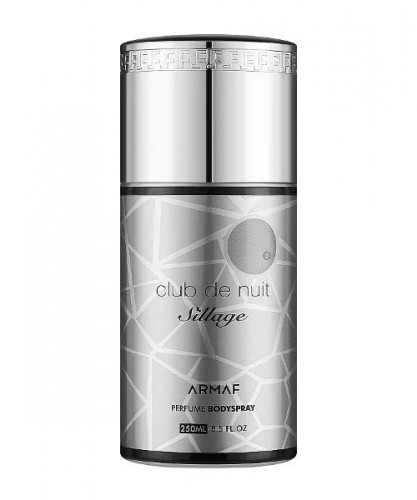 club de nuit
Sillage
ARMAF
PERFUME BODYSPRAY
250ML 8.5 FL.OZ